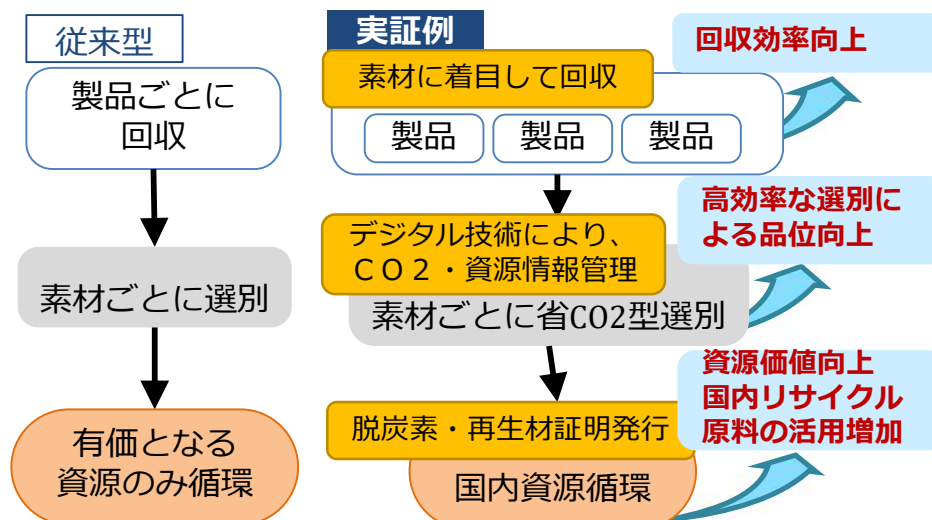 従来型
製品ごとに
回収
素材ごとに選別
有価となる
資源のみ循環
実証例
素材に着目して回収
製品 製品 製品
デジタル技術により、
ＣＯ２・資源情報管理
素材ごとに省CO2型選別
脱炭素・再生材証明発行
国内資源循環
回収効率向上
高効率な選別に
よる品位向上
資源価値向上
国内リサイクル
原料の活用増加